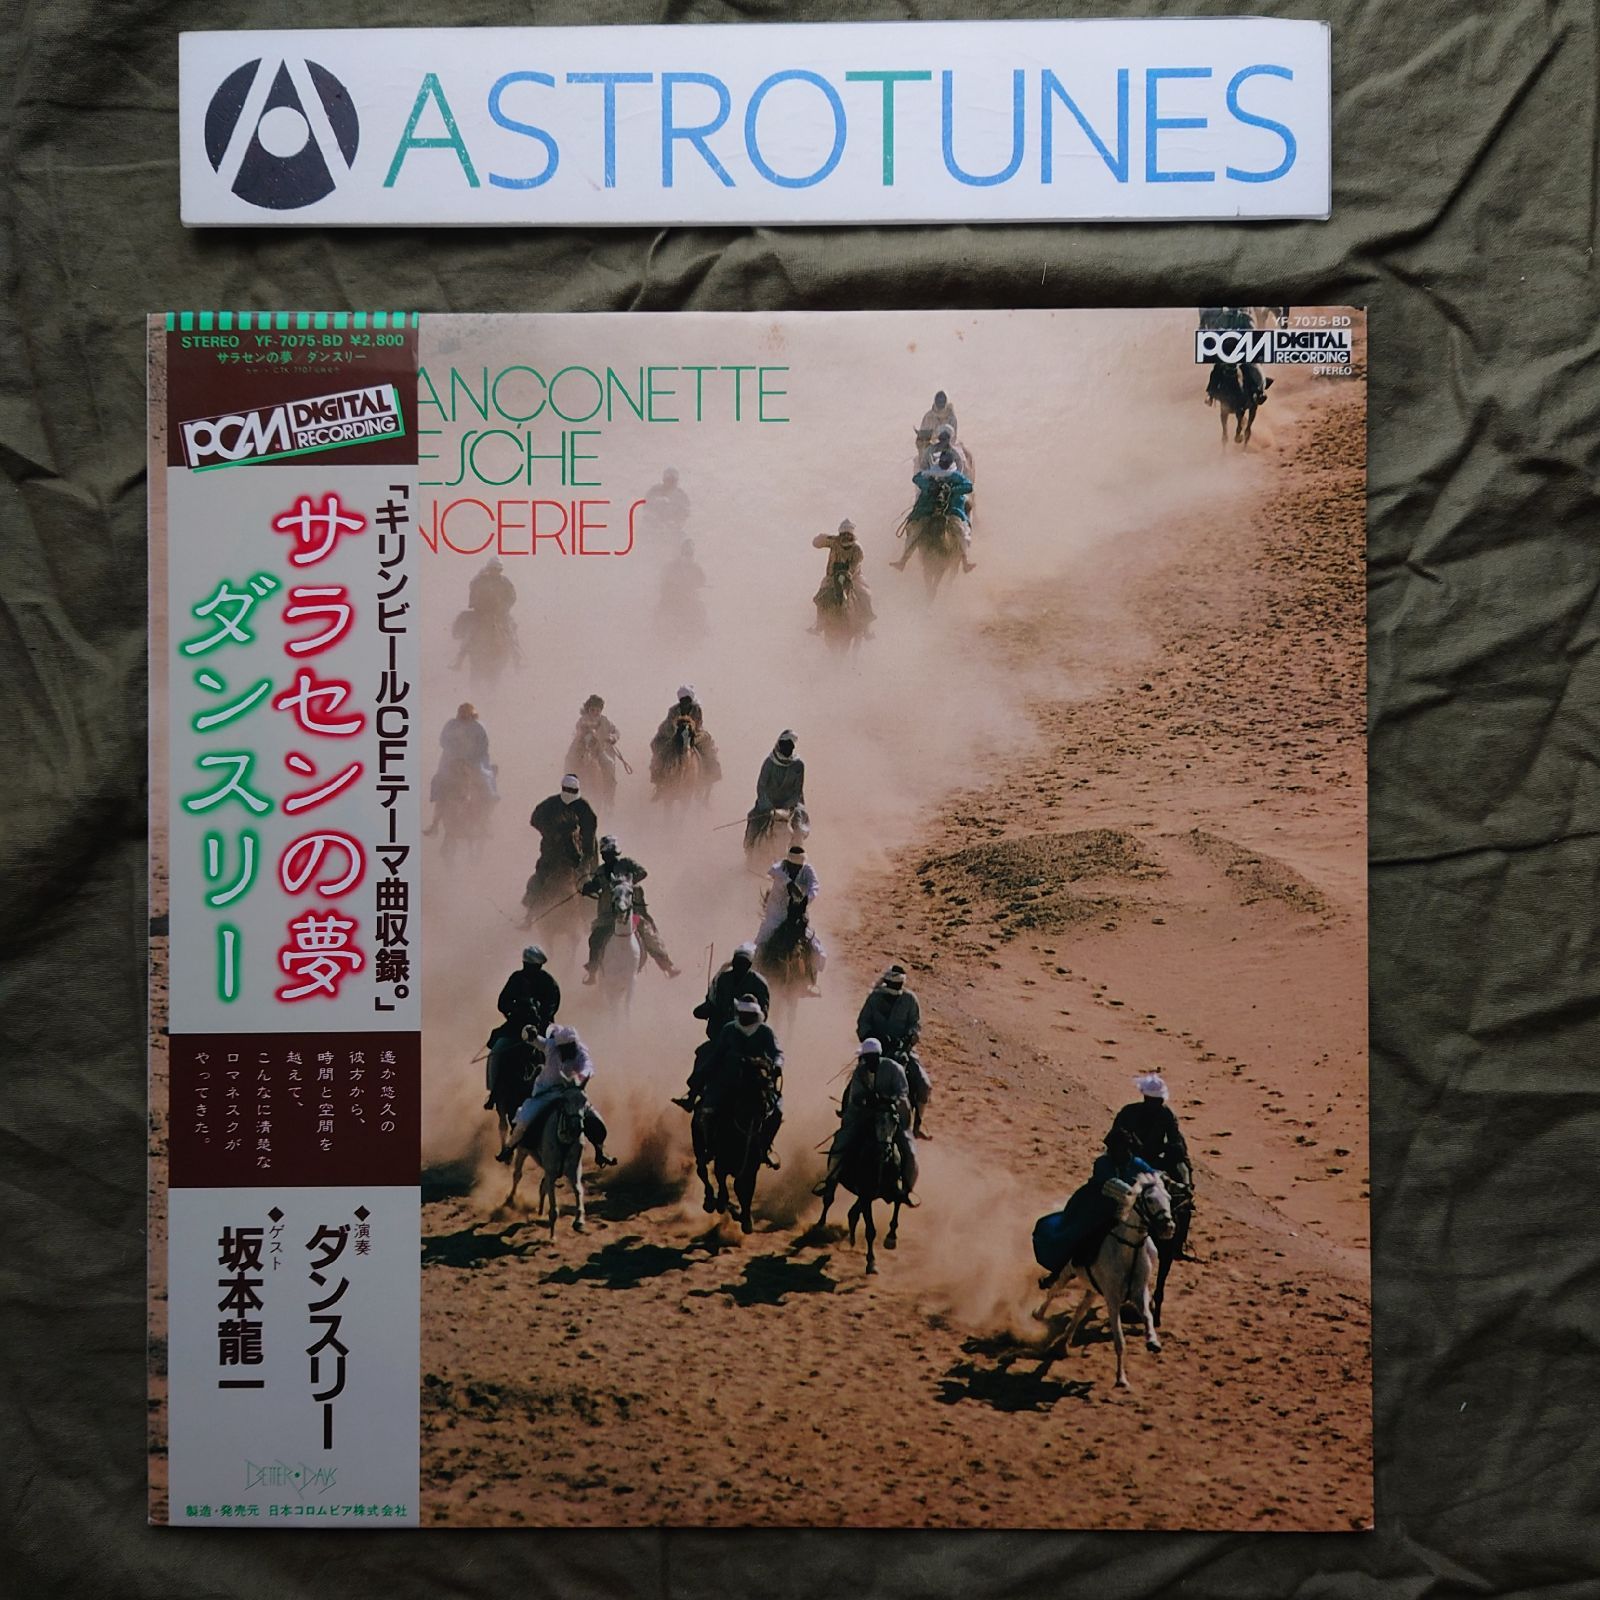 ASTROTUNES
STEREO YF-7075-BD ¥2,800
サラセンの夢／ダンスリー
PCM DIGITAL
RECORDING
「キリンビールCFテーマ曲収録。」
サラセンの夢
ダンスリー
遙か悠久の
彼方から、
時間と空間を
越えて、
こんなに清楚な
ロマネスクが
やってきた。
◆演奏
ダンスリー
◆ゲスト
坂本龍一
BETTER・DAYS
製造・発売元 日本コロムビア株式会社
ANÇONETTE
ESCHE
NCERIES
YF-7075-BD
PCM DIGITAL
RECORDING
STEREO